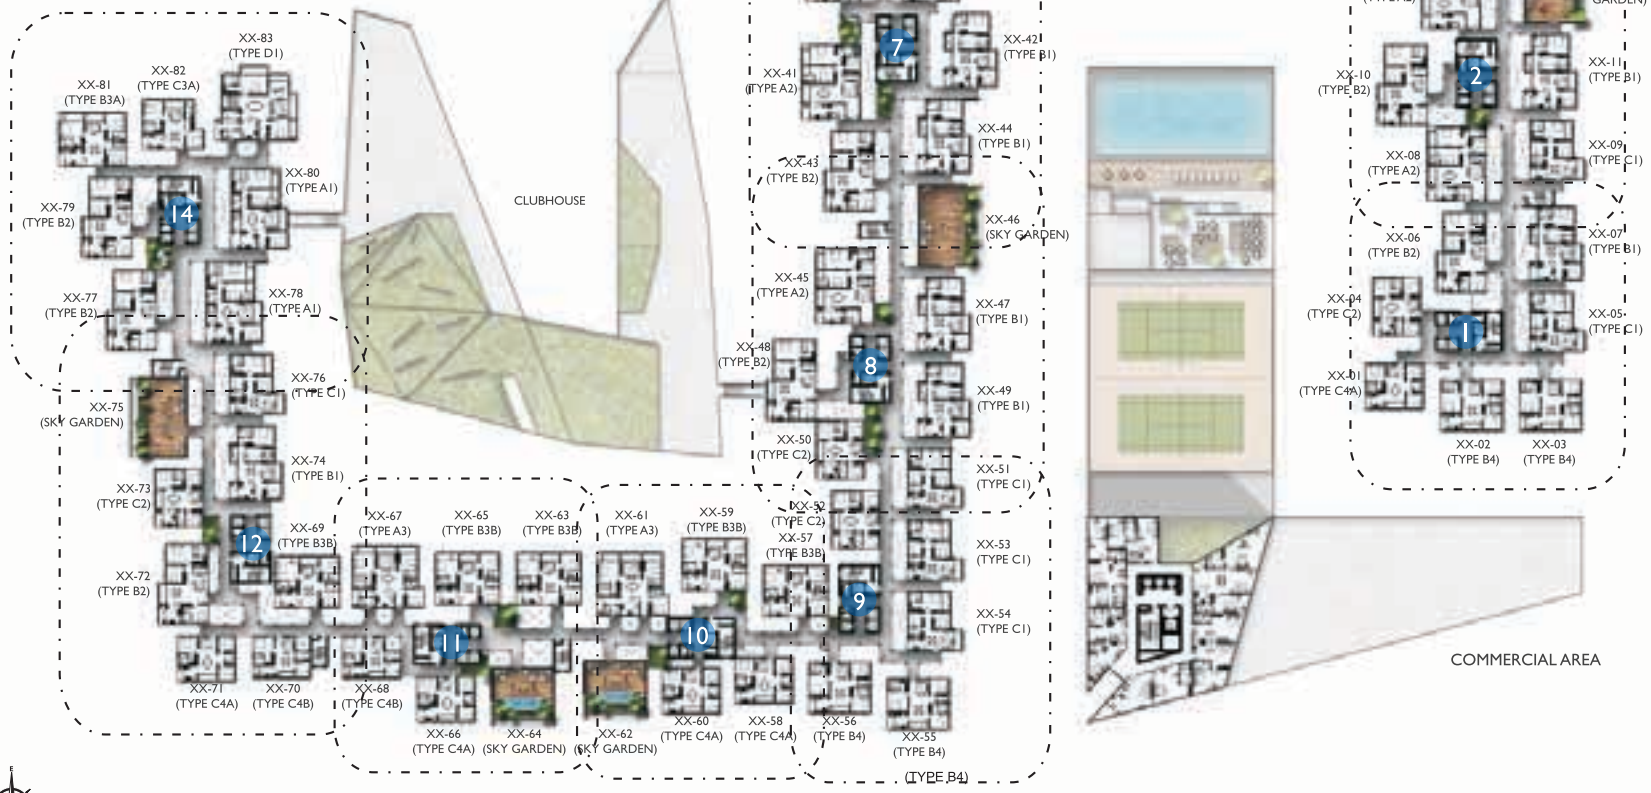 XX-83
(TYPE D1)
XX-82
(TYPE C3A)
XX-81
(TYPE B3A)
XX-80
(TYPE A1)
XX-79
(TYPE B2)
14
XX-78
(TYPE A1)
XX-77
(TYPE B2)
XX-76
(TYPE C1)
XX-75
(SKY GARDEN)
XX-74
(TYPE B1)
XX-73
(TYPE C2)
12
XX-72
(TYPE B2)
XX-69
(TYPE B3B)
XX-71
(TYPE C4A)
XX-70
(TYPE C4B)
XX-68
(TYPE C4B)
XX-67
(TYPE A3)
XX-65
(TYPE B3B)
XX-63
(TYPE B3B)
11
XX-66
(TYPE C4A)
XX-64
(SKY GARDEN)
XX-62
(SKY GARDEN)
XX-61
(TYPE A3)
XX-59
(TYPE B3B)
XX-57
(TYPE B3B)
10
XX-60
(TYPE C4A)
XX-58
(TYPE C4A)
XX-56
(TYPE B4)
XX-55
(TYPE B4)
(TYPE B4)
CLUBHOUSE
7
XX-42
(TYPE B1)
XX-41
(TYPE A2)
XX-44
(TYPE B1)
XX-43
(TYPE B2)
XX-46
(SKY GARDEN)
XX-45
(TYPE A2)
XX-47
(TYPE B1)
XX-48
(TYPE B2)
8
XX-49
(TYPE B1)
XX-50
(TYPE C2)
XX-51
(TYPE C1)
XX-52
(TYPE C2)
XX-53
(TYPE C1)
9
XX-54
(TYPE C1)
COMMERCIAL AREA
(TYPE A2)
GARDEN)
2
XX-10
(TYPE B2)
XX-11
(TYPE B1)
XX-08
(TYPE A2)
XX-09
(TYPE C1)
XX-06
(TYPE B2)
XX-07
(TYPE B1)
XX-04
(TYPE C2)
1
XX-05
(TYPE C1)
XX-01
(TYPE C4A)
XX-02
(TYPE B4)
XX-03
(TYPE B4)